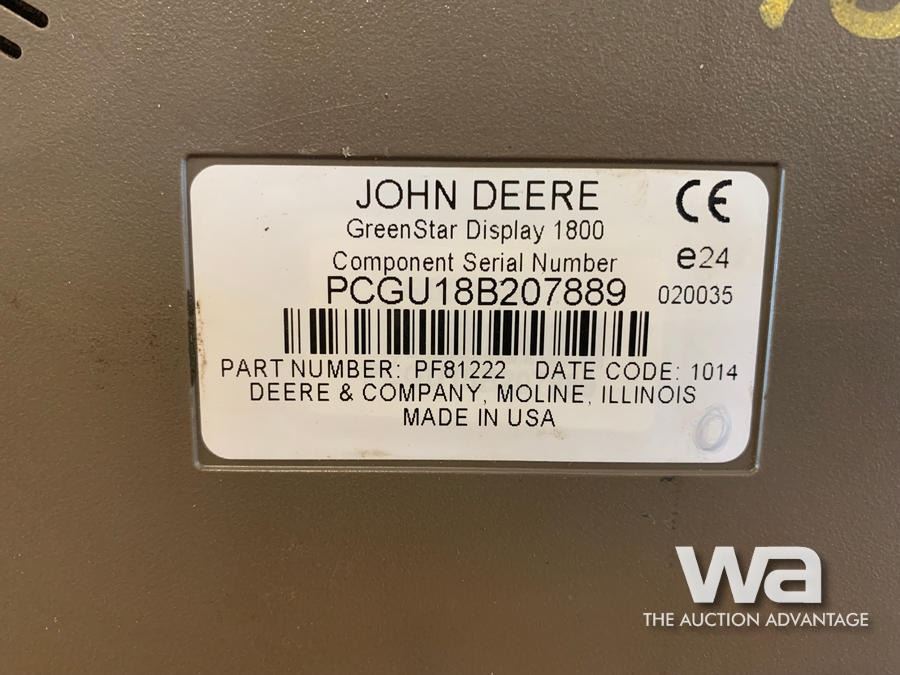 JOHN DEERE
CE
GreenStar Display 1800
Component Serial Number
e24
PCGU18B207889
020035
PART NUMBER: PF81222 DATE CODE: 1014
DEERE & COMPANY, MOLINE, ILLINOIS
MADE IN USA
0
wa
THE AUCTION ADVANTAGE